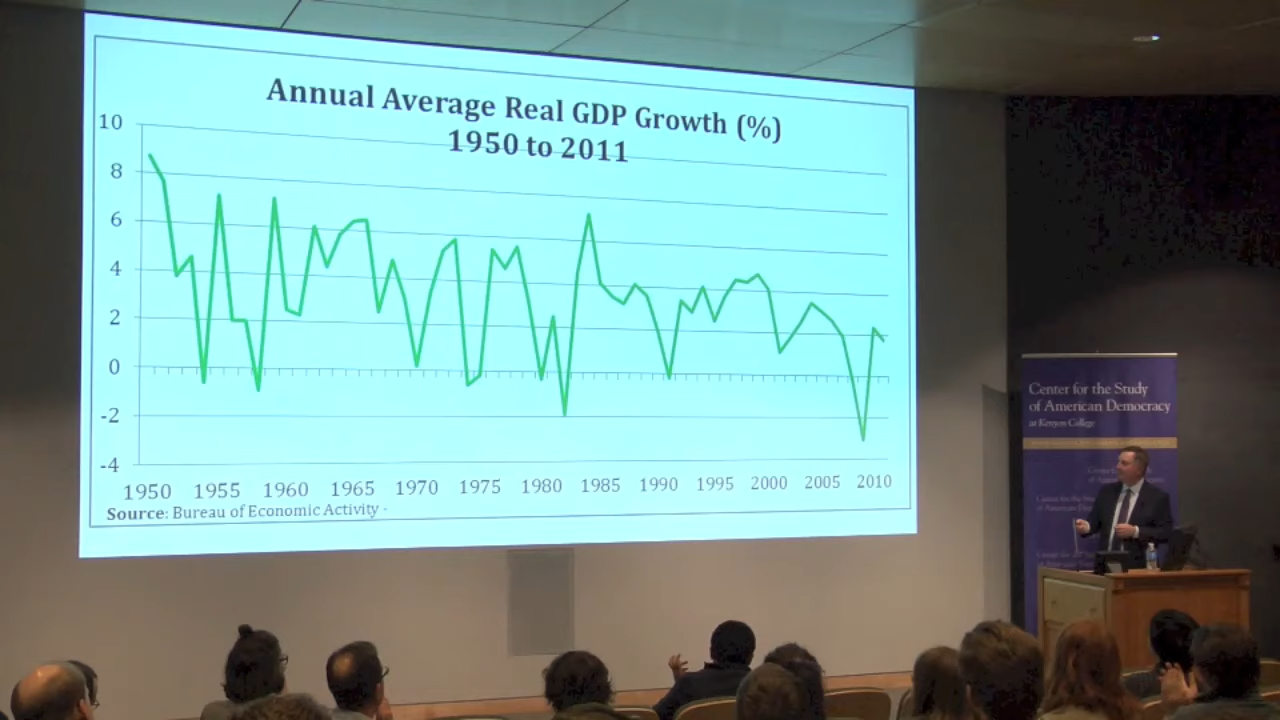 Annual Average Real GDP Growth (%)
1950 to 2011
10
8
6
4
2
0
-2
-4
1950 1955 1960 1965 1970 1975 1980 1985 1990 1995 2000 2005 2010
Source: Bureau of Economic Activity -
Center for the Study
of American Democracy
at Kenyon College